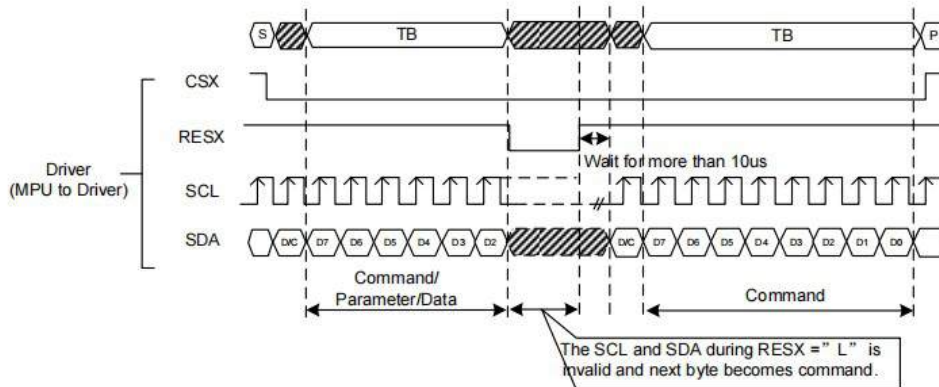 S TB TB P
CSX
RESX
Wait for more than 10us
Driver
(MPU to Driver)
SCL
SDA D/C D7 D6 D5 D4 D3 D2 D/C D7 D6 D5 D4 D3 D2 D1 D0
Command/
Parameter/Data
Command
The SCL and SDA during RESX =” L” is
invalid and next byte becomes command.